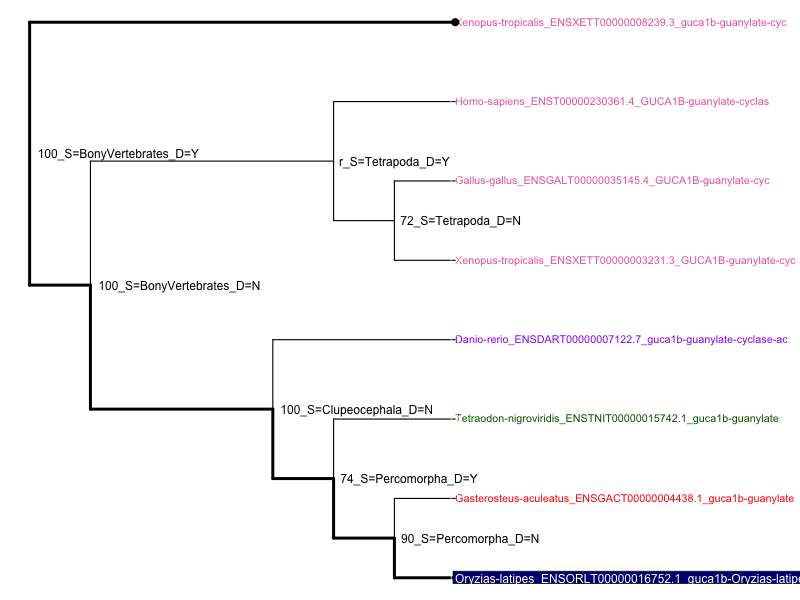 Xenopus-tropicalis_ENSXETT00000008239.3_guca1b-guanylate-cyc
Homo-sapiens_ENST00000230361.4_GUCA1B-guanylate-cyclas
100_S=BonyVertebrates_D=Y
r_S=Tetrapoda_D=Y
Gallus-gallus_ENSGALT00000035145.4_GUCA1B-guanylate-cyc
72_S=Tetrapoda_D=N
Xenopus-tropicalis_ENSXETT00000003231.3_GUCA1B-guanylate-cyc
100_S=BonyVertebrates_D=N
Danio-rerio_ENSDART00000007122.7_guca1b-guanylate-cyclase-ac
100_S=Clupeocephala_D=N
Tetraodon-nigroviridis_ENSTNIT00000015742.1_guca1b-guanylate
74_S=Percomorpha_D=Y
Gasterosteus-aculeatus_ENSGACT00000004438.1_guca1b-guanylate
90_S=Percomorpha_D=N
Oryzias-latipes_ENSORLT00000016752.1_guca1b-Oryzias-latipe